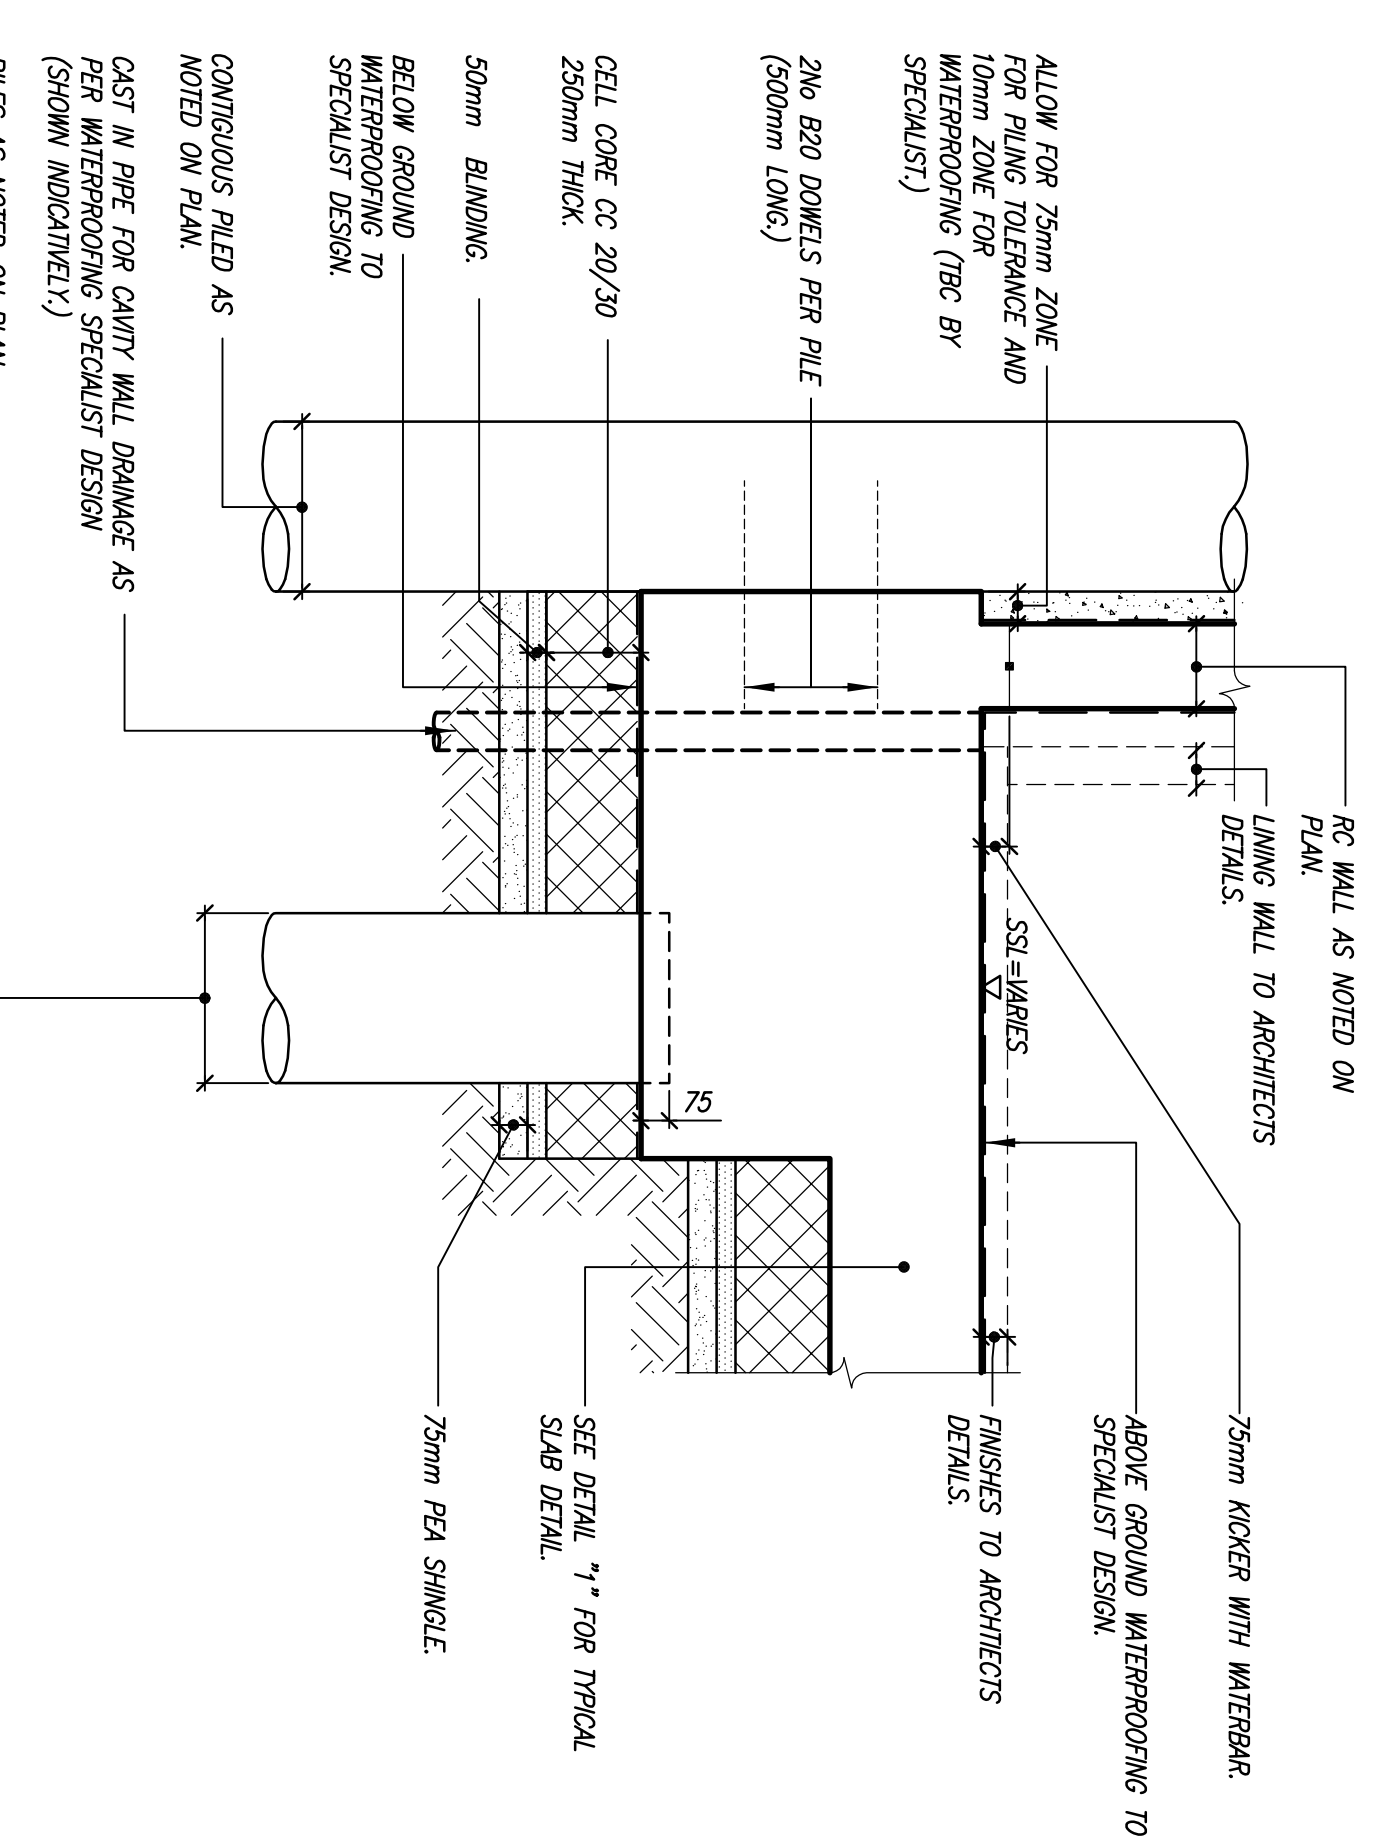 RC WALL AS NOTED ON
PLAN.
LINING WALL TO ARCHITECTS
DETAILS.
75mm KICKER WITH WATERBAR.
ABOVE GROUND WATERPROOFING TO
SPECIALIST DESIGN.
FINISHES TO ARCHTIECTS
DETAILS.
SEE DETAIL "1" FOR TYPICAL
SLAB DETAIL.
75mm PEA SHINGLE.
SSL=VARIES
75
ALLOW FOR 75mm ZONE
FOR PILING TOLERANCE AND
10mm ZONE FOR
WATERPROOFING (TBC BY
SPECIALIST.)
2No B20 DOWELS PER PILE
(500mm LONG.)
CELL CORE CC 20/30
250mm THICK.
50mm BLINDING.
BELOW GROUND
WATERPROOFING TO
SPECIALIST DESIGN.
CONTIGUOUS PILED AS
NOTED ON PLAN.
CAST IN PIPE FOR CAVITY WALL DRAINAGE AS
PER WATERPROOFING SPECIALIST DESIGN
(SHOWN INDICATIVELY.)
PILES AS NOTED ON PLAN